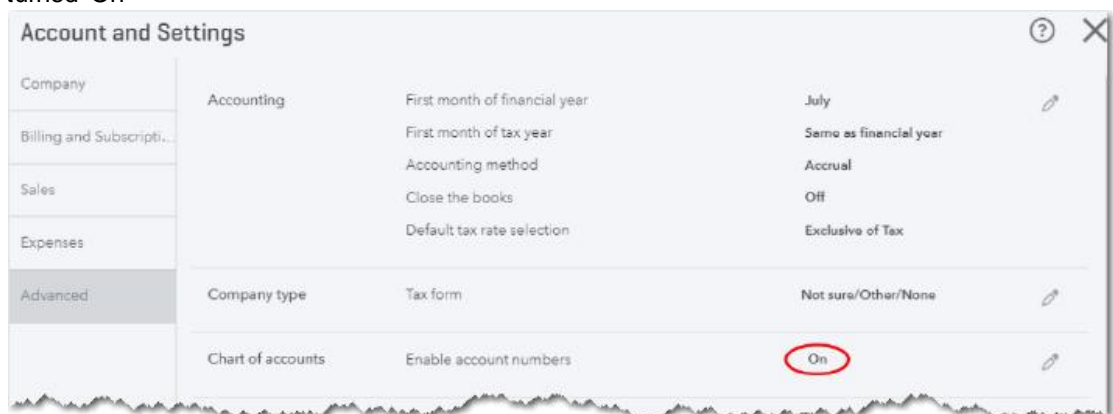 turned 'On'
Account and Settings
Company
Billing and Subscripti...
Sales
Expenses
Advanced
Accounting
First month of financial year July
First month of tax year Same as financial year
Accounting method Accrual
Close the books Off
Default tax rate selection Exclusive of Tax
Company type Tax form Not sure/Other/None
Chart of accounts Enable account numbers On